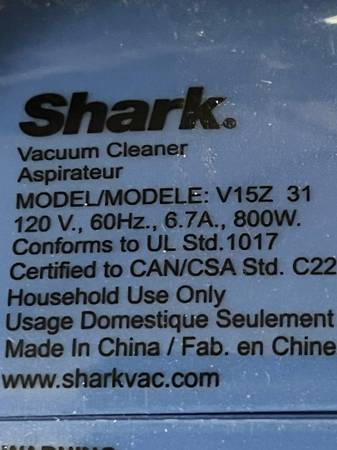 Shark®
Vacuum Cleaner
Aspirateur
MODEL/MODELE: V15Z 31
120 V., 60Hz., 6.7A., 800W.
Conforms to UL Std.1017
Certified to CAN/CSA Std. C22
Household Use Only
Usage Domestique Seulement
Made In China / Fab. en Chine
www.sharkvac.com
WARNING